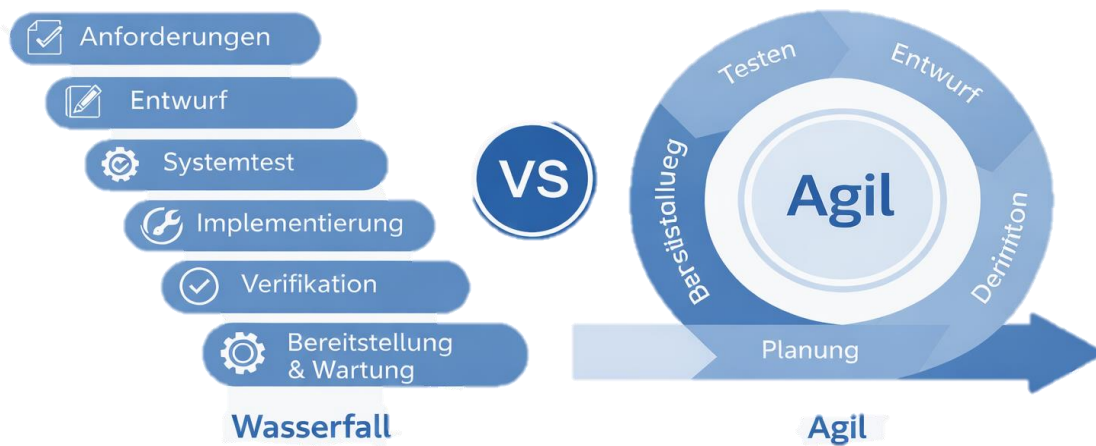 Anforderungen
Entwurf
Systemtest
Implementierung
Verifikation
Bereitstellung
& Wartung
Wasserfall
VS
Testen
Entwurf
Agil
Planung
Agil